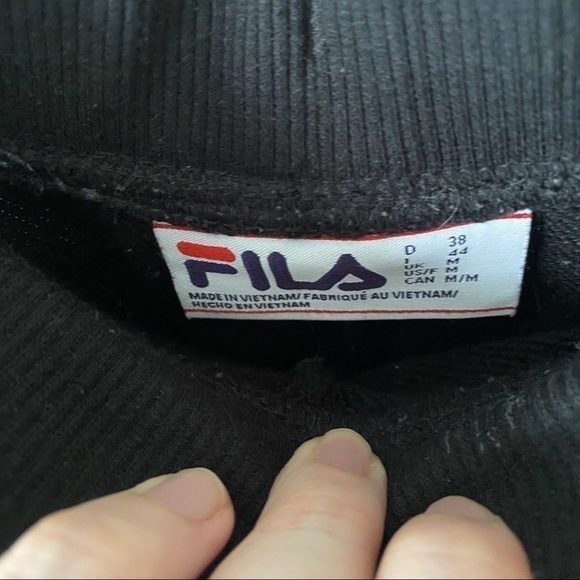 FILA
D 38
I 44
UK M
US/F M
CAN M/M
MADE IN VIETNAM/ FABRIQUÉ AU VIETNAM/
HECHO EN VIETNAM